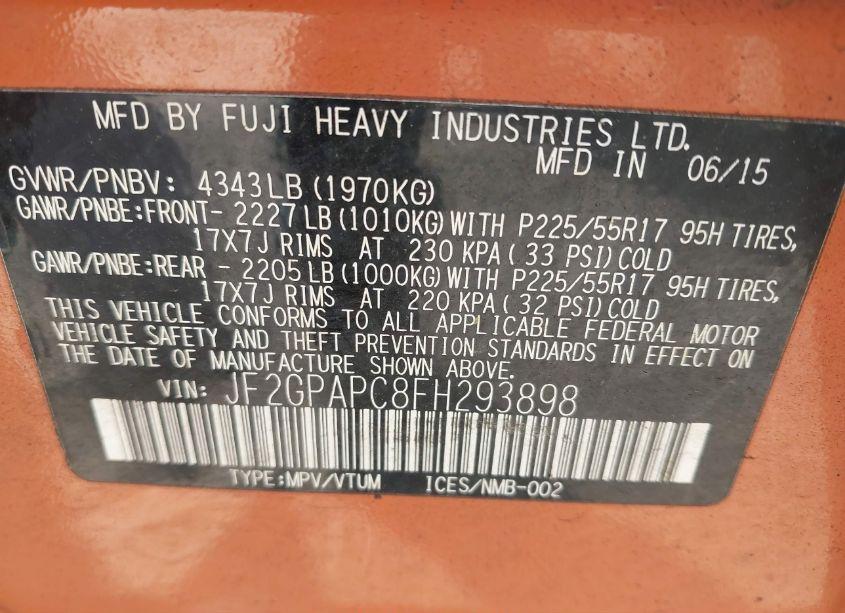 MFD BY FUJI HEAVY INDUSTRIES LTD.
MFD IN 06/15
GVWR/PNBV: 4343LB (1970KG)
GAWR/PNBE:FRONT- 2227 LB (1010KG) WITH P225/55R17 95H TIRES,
17X7J RIMS AT 230 KPA ( 33 PSI) COLD
GAWR/PNBE:REAR - 2205 LB (1000KG) WITH P225/55R17 95H TIRES,
17X7J RIMS AT 220 KPA ( 32 PSI) COLD
THIS VEHICLE CONFORMS TO ALL APPLICABLE FEDERAL MOTOR
VEHICLE SAFETY AND THEFT PREVENTION STANDARDS IN EFFECT ON
THE DATE OF MANUFACTURE SHOWN ABOVE.
VIN: JF2GPAPC8FH293898
TYPE:MPV/VTUM ICES/NMB-002